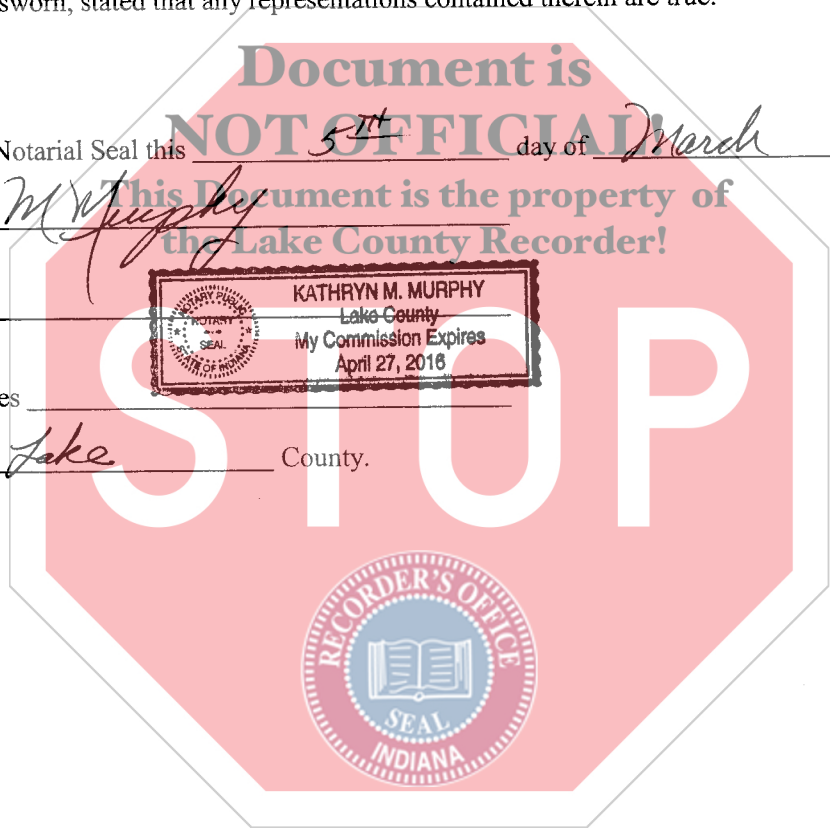 sworn, stated that any representations contained therein are true.
Document is
NOT OFFICIAL!
Notarial Seal this 5TH day of March
This Document is the property of
M Murphy
the Lake County Recorder!
NOTARY PUBLIC
NOTARY
SEAL
STATE OF INDIANA
KATHRYN M. MURPHY
Lake County
My Commission Expires
April 27, 2016
STOP
es
Lake County.
RECORDER'S OFFICE
SEAL
INDIANA